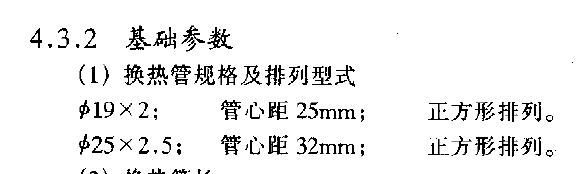 4.3.2 基础参数
(1) 换热管规格及排列型式
φ19×2; 管心距 25mm; 正方形排列。
φ25×2.5; 管心距 32mm; 正方形排列。